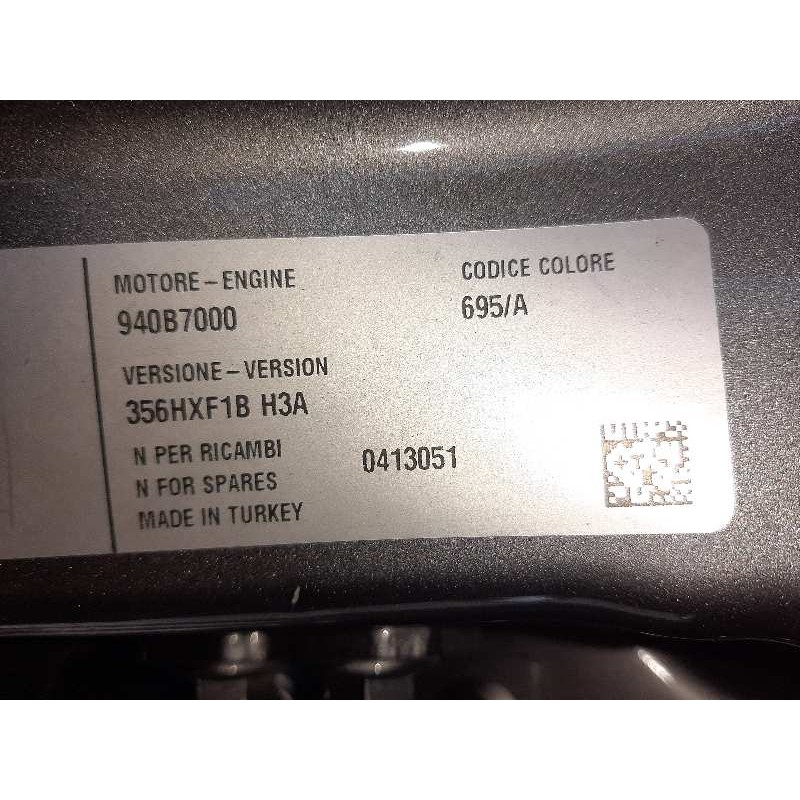 MOTORE-ENGINE
940B7000
CODICE COLORE
695/A
VERSIONE-VERSION
356HXF1B H3A
N PER RICAMBI
N FOR SPARES
0413051
MADE IN TURKEY